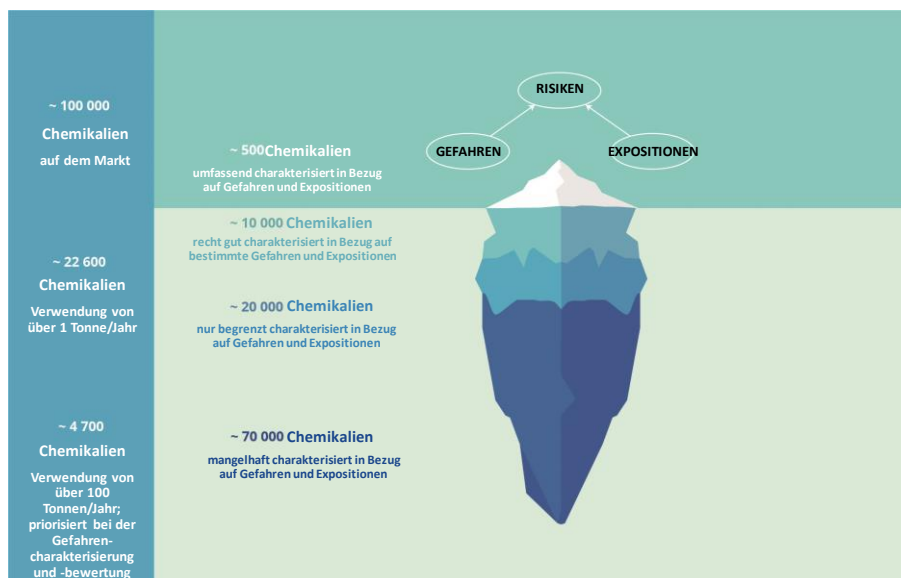 ~ 100 000
Chemikalien
auf dem Markt
~ 22 600
Chemikalien
Verwendung von
über 1 Tonne/Jahr
~ 4 700
Chemikalien
Verwendung von
über 100
Tonnen/Jahr;
priorisiert bei der
Gefahren-
charakterisierung
und -bewertung
~ 500 Chemikalien
umfassend charakterisiert in Bezug
auf Gefahren und Expositionen
~ 10 000 Chemikalien
recht gut charakterisiert in Bezug auf
bestimmte Gefahren und Expositionen
~ 20 000 Chemikalien
nur begrenzt charakterisiert in Bezug
auf Gefahren und Expositionen
~ 70 000 Chemikalien
mangelhaft charakterisiert in Bezug
auf Gefahren und Expositionen
RISIKEN
GEFAHREN
EXPOSITIONEN